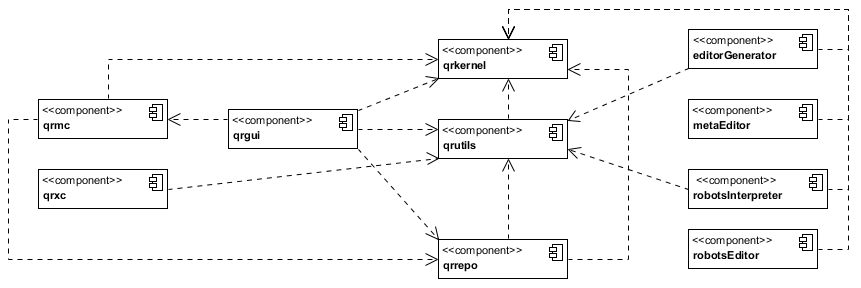 <<component>>
qrkernel
<<component>>
editorGenerator
<<component>>
qrmc
<<component>>
qrgui
<<component>>
qrutils
<<component>>
metaEditor
<<component>>
qrxc
<<component>>
robotsInterpreter
<<component>>
qrrepo
<<component>>
robotsEditor